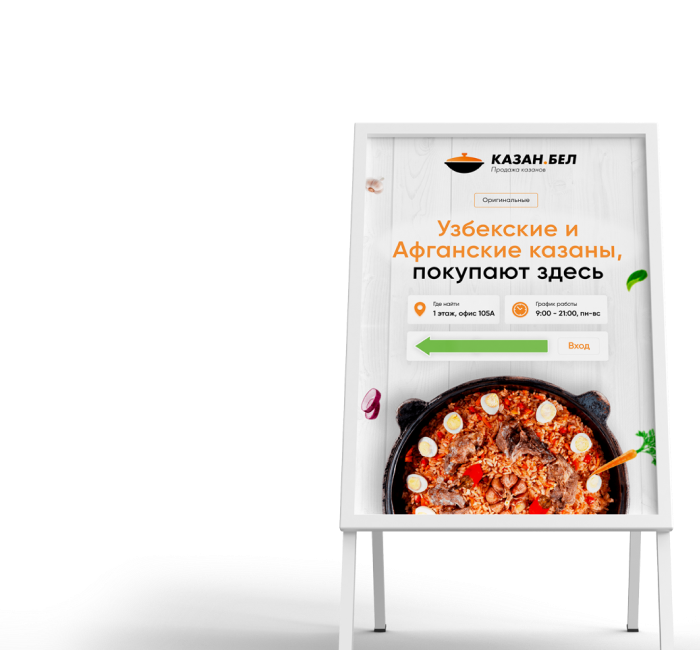 КАЗАН.БЕЛ
Продажа казанов
Оригинальные
Узбекские и
Афганские казаны,
покупают здесь
Где найти
1 этаж, офис 105А
График работы
9:00 - 21:00, пн-вс
Вход